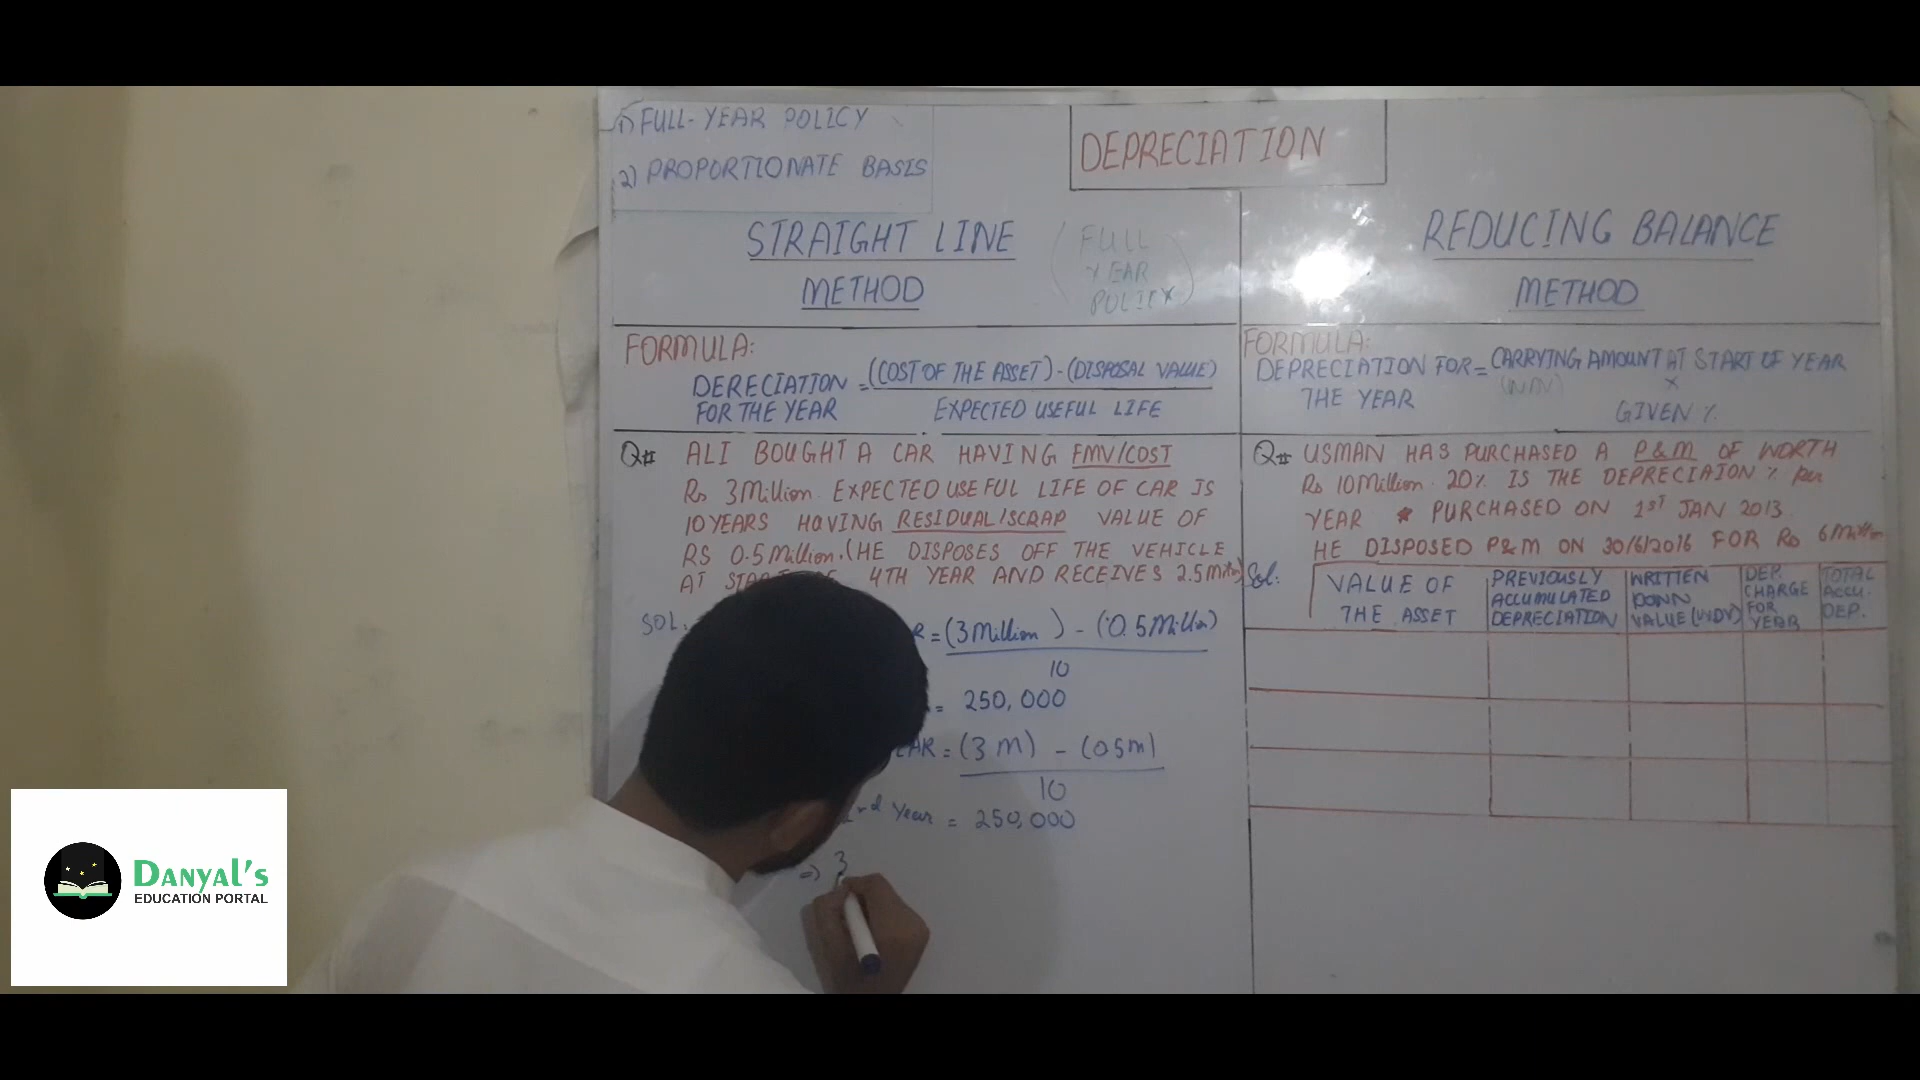 1) FULL-YEAR POLICY
2) PROPORTIONATE BASIS
DEPRECIATION
STRAIGHT LINE
METHOD
(FULL
YEAR
POLICY)
FORMULA:
DERECIATION
FOR THE YEAR
= (COST OF THE ASSET) - (DISPOSAL VALUE)
EXPECTED USEFUL LIFE
Q# ALI BOUGHT A CAR HAVING FMV/COST
Rs 3Million. EXPECTED USEFUL LIFE OF CAR IS
10 YEARS HAVING RESIDUAL/SCRAP VALUE OF
RS 0.5 Million. (HE DISPOSES OFF THE VEHICLE
AT 4TH YEAR AND RECEIVES 2.5
SOL.
= (3 Million) - (0.5 Million)
10
= 250,000
= (3 m) - (0 5m)
10
rd Year = 250,000
=> 3
REDUCING BALANCE
METHOD
FORMULA:
DEPRECIATION FOR
THE YEAR
= CARRYING AMOUNT AT START OF YEAR
(WDV)
×
GIVEN %
Q# USMAN HAS PURCHASED A P&M OF WORTH
Rs 10 Million. 20% IS THE DEPRECIAION % per
YEAR * PURCHASED ON 1ST JAN 2013
HE DISPOSED P&M ON 30/6/2016 FOR Rs 6 Million
Sol:
VALUE OF
THE ASSET
PREVIOUSLY
ACCUMULATED
DEPRECIATION
WRITTEN
DOWN
VALUE (WDV)
DEP.
CHARGE
FOR
YEAR
TOTAL
ACCU.
DEP.
DANYAL'S
EDUCATION PORTAL